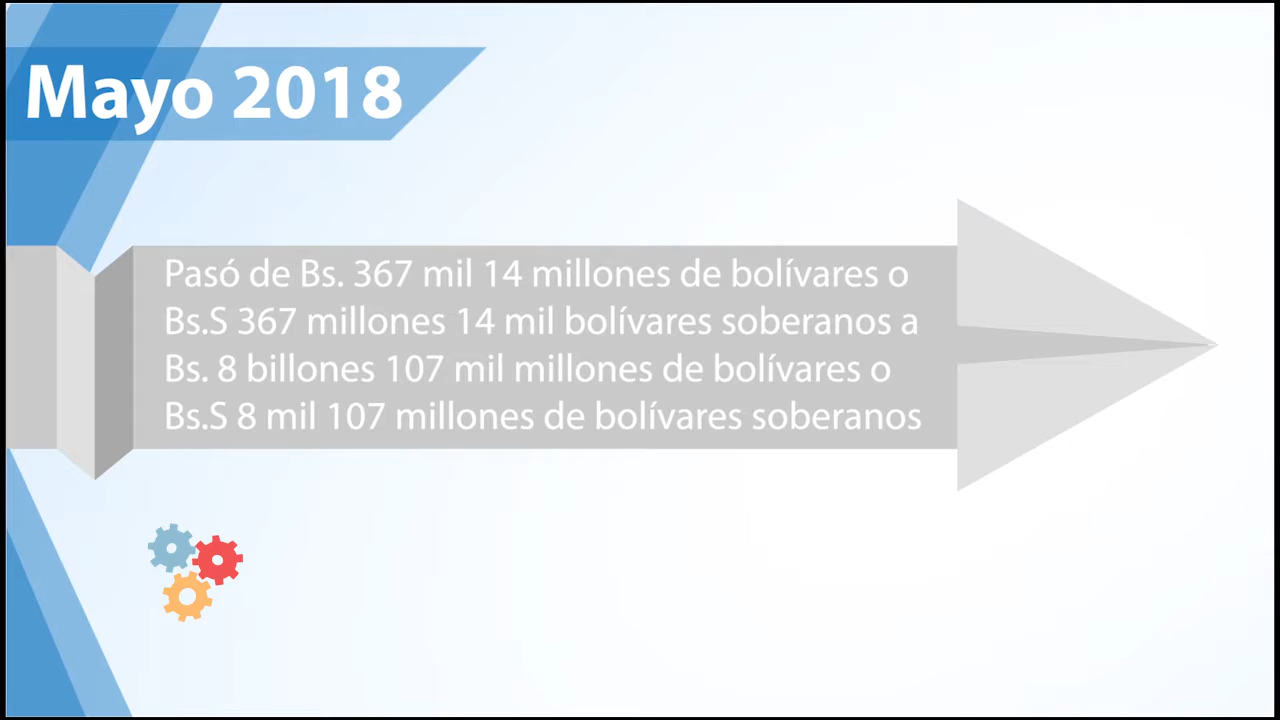 Mayo 2018
Pasó de Bs. 367 mil 14 millones de bolívares o
Bs.S 367 millones 14 mil bolívares soberanos a
Bs. 8 billones 107 mil millones de bolívares o
Bs.S 8 mil 107 millones de bolívares soberanos